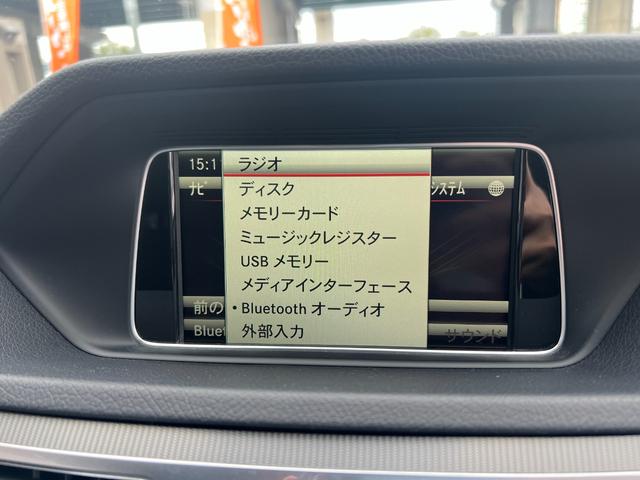 15:1
ラジオ
ナビ
ディスク
システム
メモリーカード
ミュージックレジスター
USB メモリー
メディアインターフェース
前の
• Bluetooth オーディオ
Bluet
外部入力
サウンド